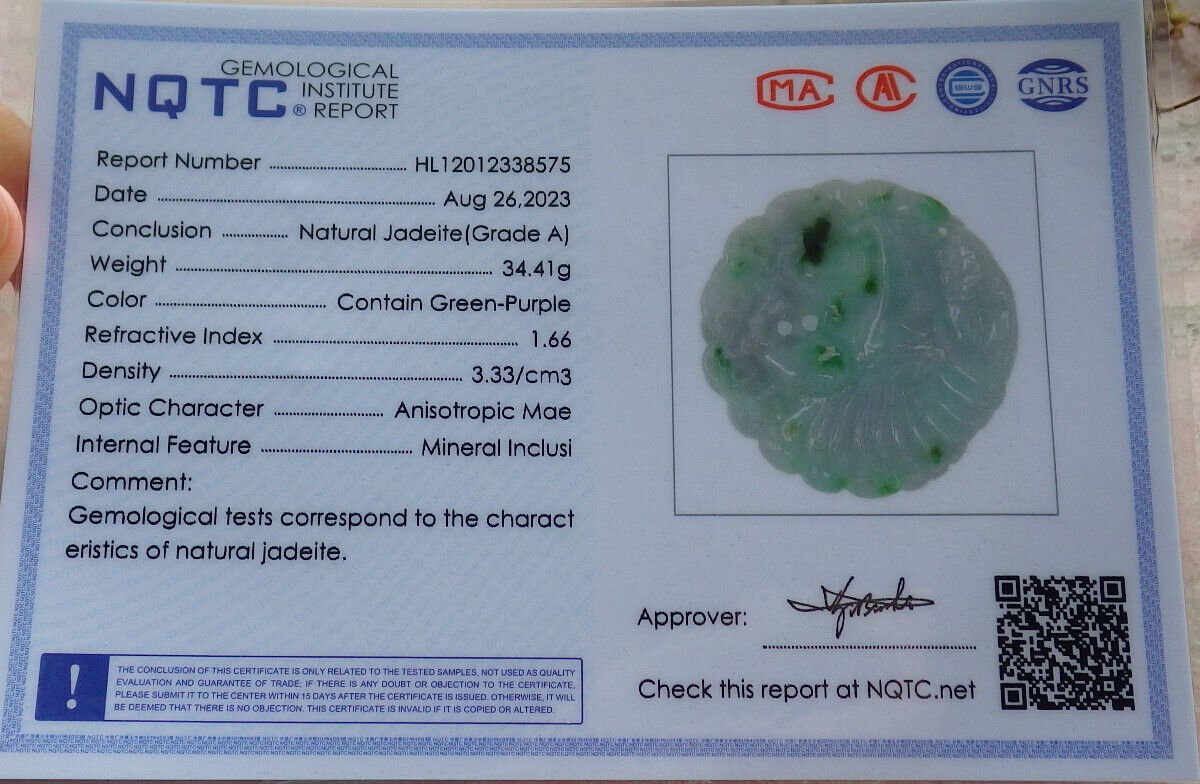 NQTC® GEMOLOGICAL
INSTITUTE
REPORT
MA
AL
GWG
GNRS
Report Number ........ HL12012338575
Date ........ Aug 26,2023
Conclusion ........ Natural Jadeite(Grade A)
Weight ........ 34.41g
Color ........ Contain Green-Purple
Refractive Index ........ 1.66
Density ........ 3.33/cm3
Optic Character ........ Anisotropic Mae
Internal Feature ........ Mineral Inclusi
Comment:
Gemological tests correspond to the charact
eristics of natural jadeite.
Approver:
Check this report at NQTC.net
! THE CONCLUSION OF THIS CERTIFICATE IS ONLY RELATED TO THE TESTED SAMPLES, NOT USED AS QUALITY
EVALUATION AND GUARANTEE OF TRADE; IF THERE IS ANY DOUBT OR OBJECTION TO THE CERTIFICATE,
PLEASE SUBMIT IT TO THE CENTER WITHIN 15 DAYS AFTER THE CERTIFICATE IS ISSUED. OTHERWISE, IT WILL
BE DEEMED THAT THERE IS NO OBJECTION. THIS CERTIFICATE IS INVALID IF IT IS COPIED OR ALTERED.